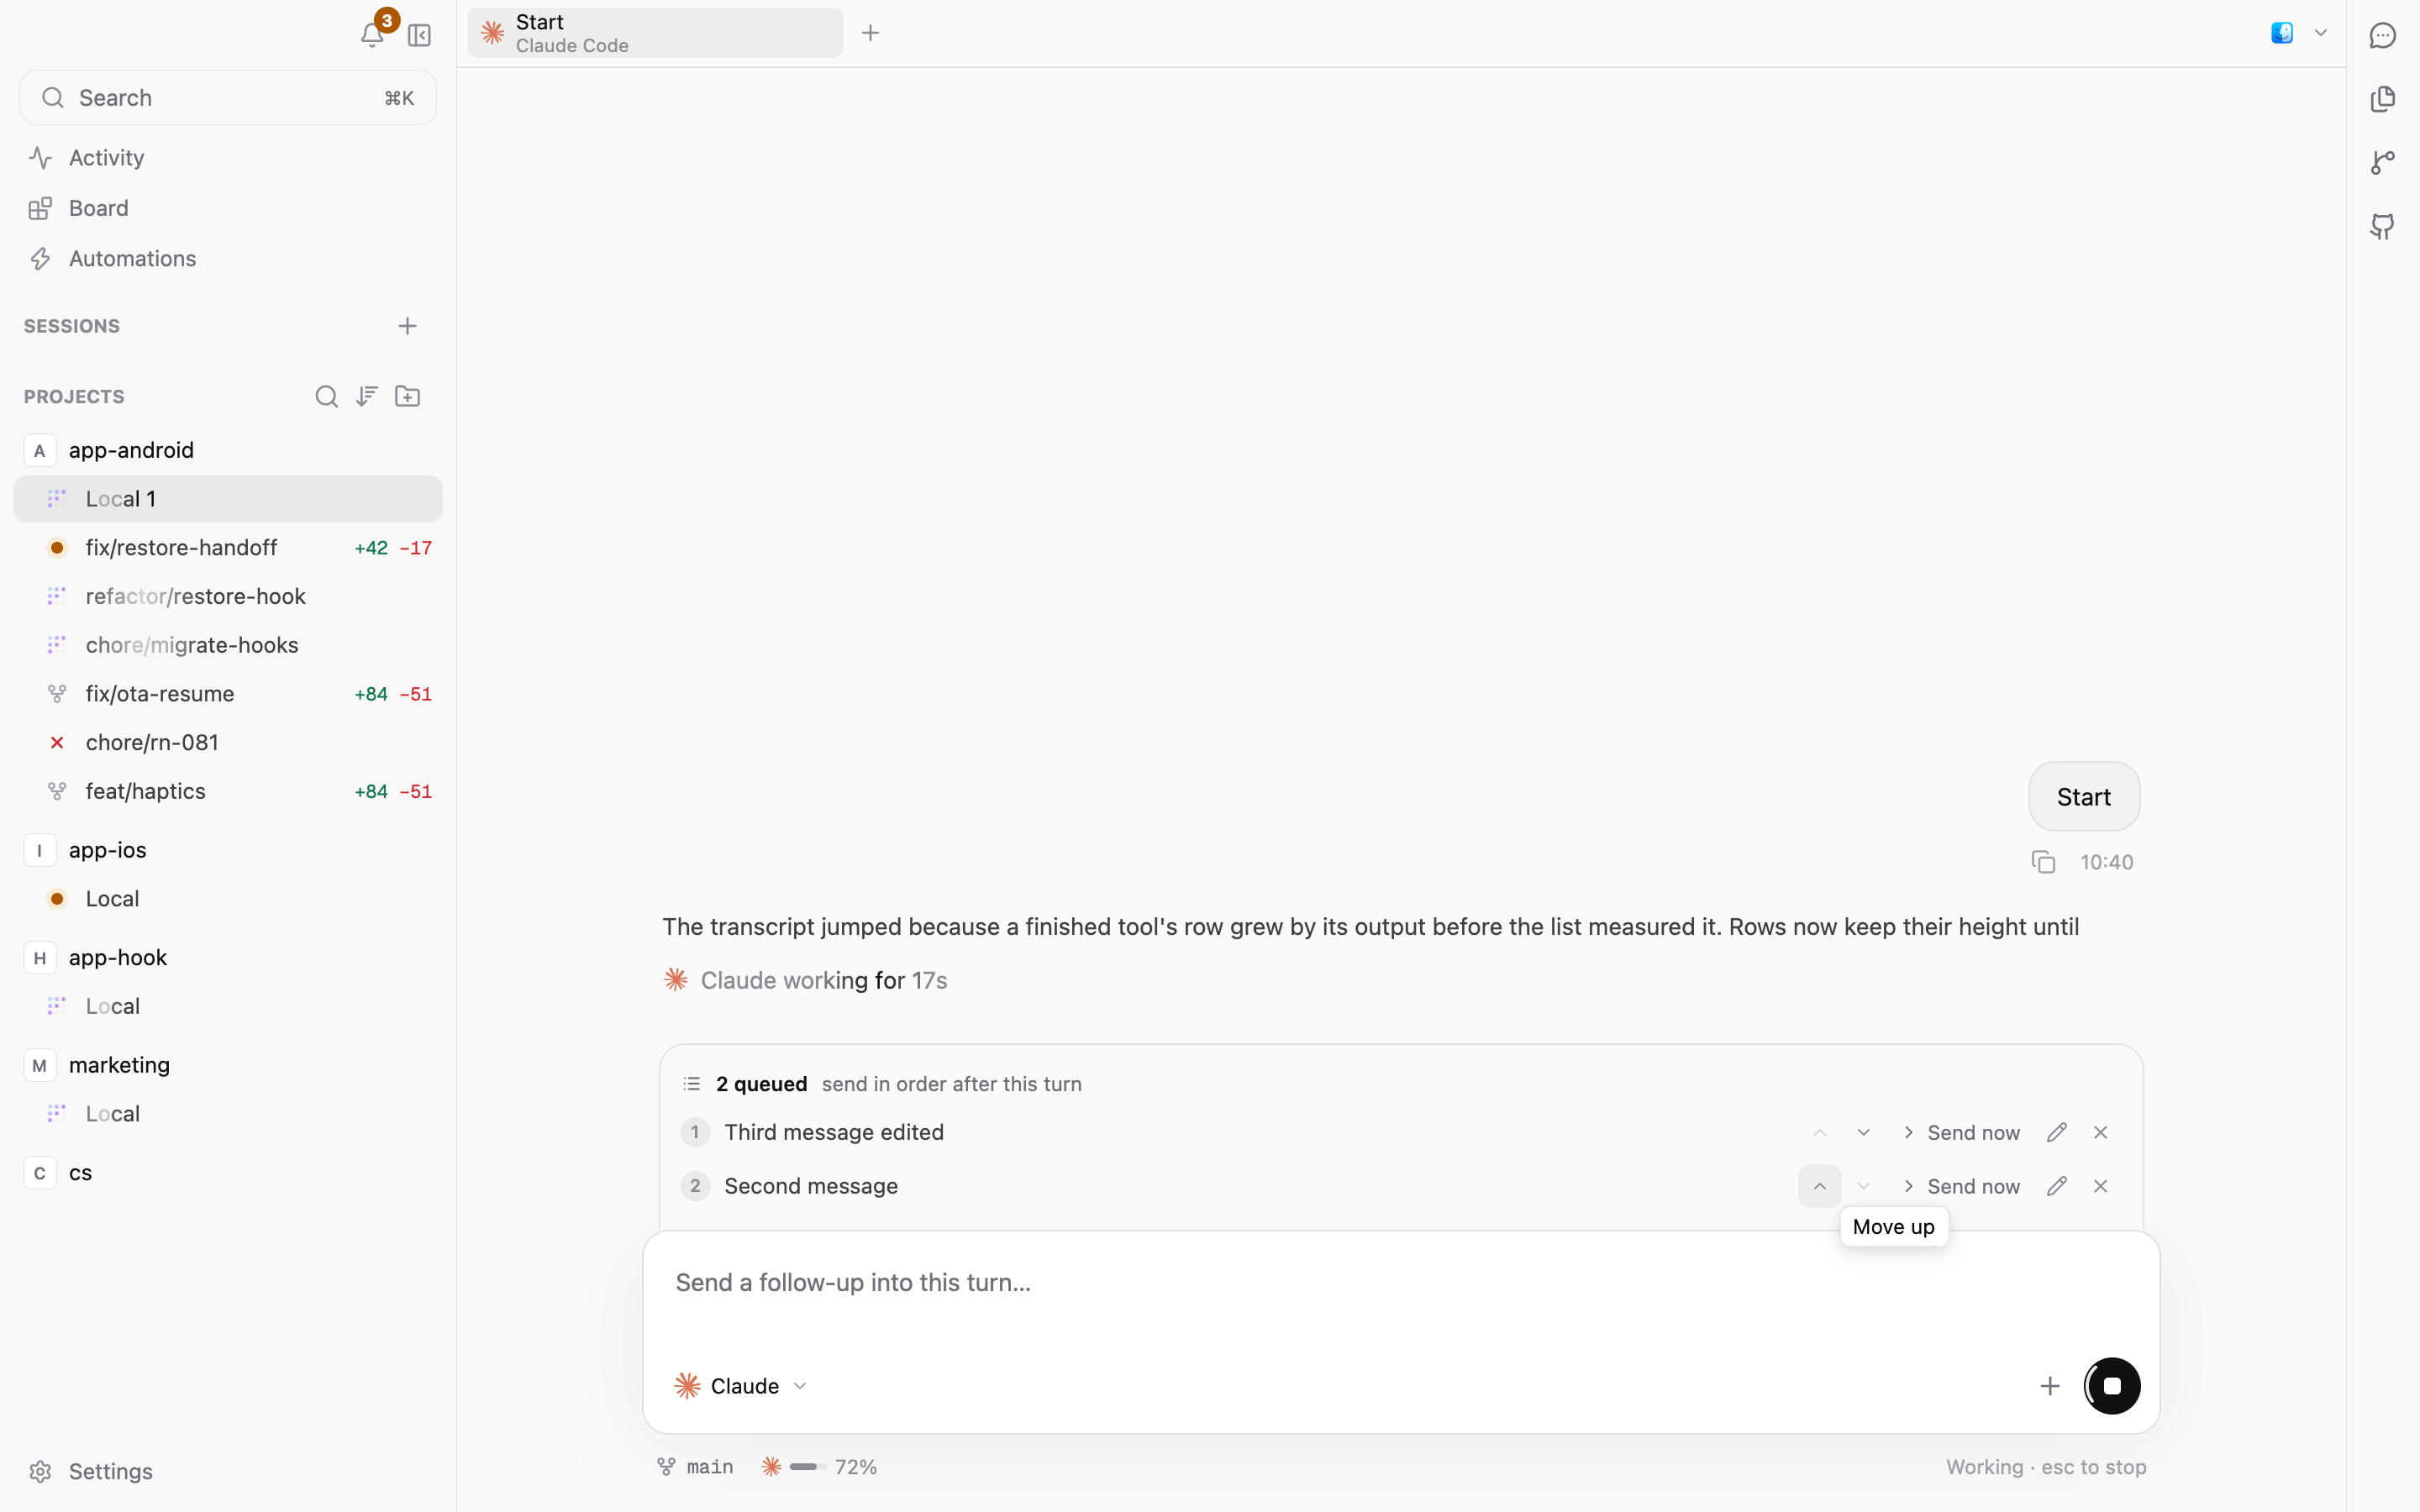 3
Search ⌘K
Activity
Board
Automations
SESSIONS
PROJECTS
A app-android
Local 1
fix/restore-handoff +42 −17
refactor/restore-hook
chore/migrate-hooks
fix/ota-resume +84 −51
chore/rn-081
feat/haptics +84 −51
I app-ios
Local
H app-hook
Local
M marketing
Local
C cs
Settings
Start
Claude Code
Start
10:40
The transcript jumped because a finished tool's row grew by its output before the list measured it. Rows now keep their height until
Claude working for 17s
2 queued send in order after this turn
1 Third message edited Send now
2 Second message Send now
Move up
Send a follow-up into this turn...
Claude
main 72% Working · esc to stop